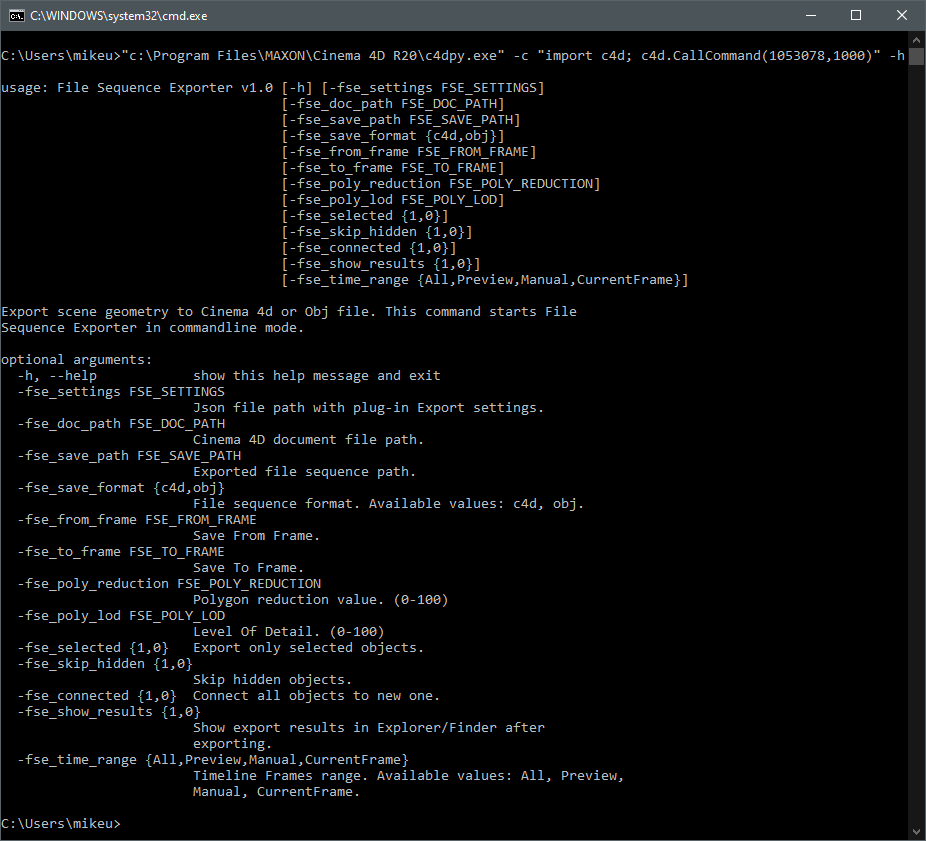 C:\WINDOWS\system32\cmd.exe
C:\Users\mikeu>"c:\Program Files\MAXON\Cinema 4D R20\c4dpy.exe" -c "import c4d; c4d.CallCommand(1053078,1000)" -h
usage: File Sequence Exporter v1.0 [-h] [-fse_settings FSE_SETTINGS]
[-fse_doc_path FSE_DOC_PATH]
[-fse_save_path FSE_SAVE_PATH]
[-fse_save_format {c4d,obj}]
[-fse_from_frame FSE_FROM_FRAME]
[-fse_to_frame FSE_TO_FRAME]
[-fse_poly_reduction FSE_POLY_REDUCTION]
[-fse_poly_lod FSE_POLY_LOD]
[-fse_selected {1,0}]
[-fse_skip_hidden {1,0}]
[-fse_connected {1,0}]
[-fse_show_results {1,0}]
[-fse_time_range {All,Preview,Manual,CurrentFrame}]
Export scene geometry to Cinema 4d or Obj file. This command starts File
Sequence Exporter in commandline mode.
optional arguments:
-h, --help show this help message and exit
-fse_settings FSE_SETTINGS
Json file path with plug-in Export settings.
-fse_doc_path FSE_DOC_PATH
Cinema 4D document file path.
-fse_save_path FSE_SAVE_PATH
Exported file sequence path.
-fse_save_format {c4d,obj}
File sequence format. Available values: c4d, obj.
-fse_from_frame FSE_FROM_FRAME
Save From Frame.
-fse_to_frame FSE_TO_FRAME
Save To Frame.
-fse_poly_reduction FSE_POLY_REDUCTION
Polygon reduction value. (0-100)
-fse_poly_lod FSE_POLY_LOD
Level Of Detail. (0-100)
-fse_selected {1,0} Export only selected objects.
-fse_skip_hidden {1,0}
Skip hidden objects.
-fse_connected {1,0} Connect all objects to new one.
-fse_show_results {1,0}
Show export results in Explorer/Finder after
exporting.
-fse_time_range {All,Preview,Manual,CurrentFrame}
Timeline Frames range. Available values: All, Preview,
Manual, CurrentFrame.
C:\Users\mikeu>